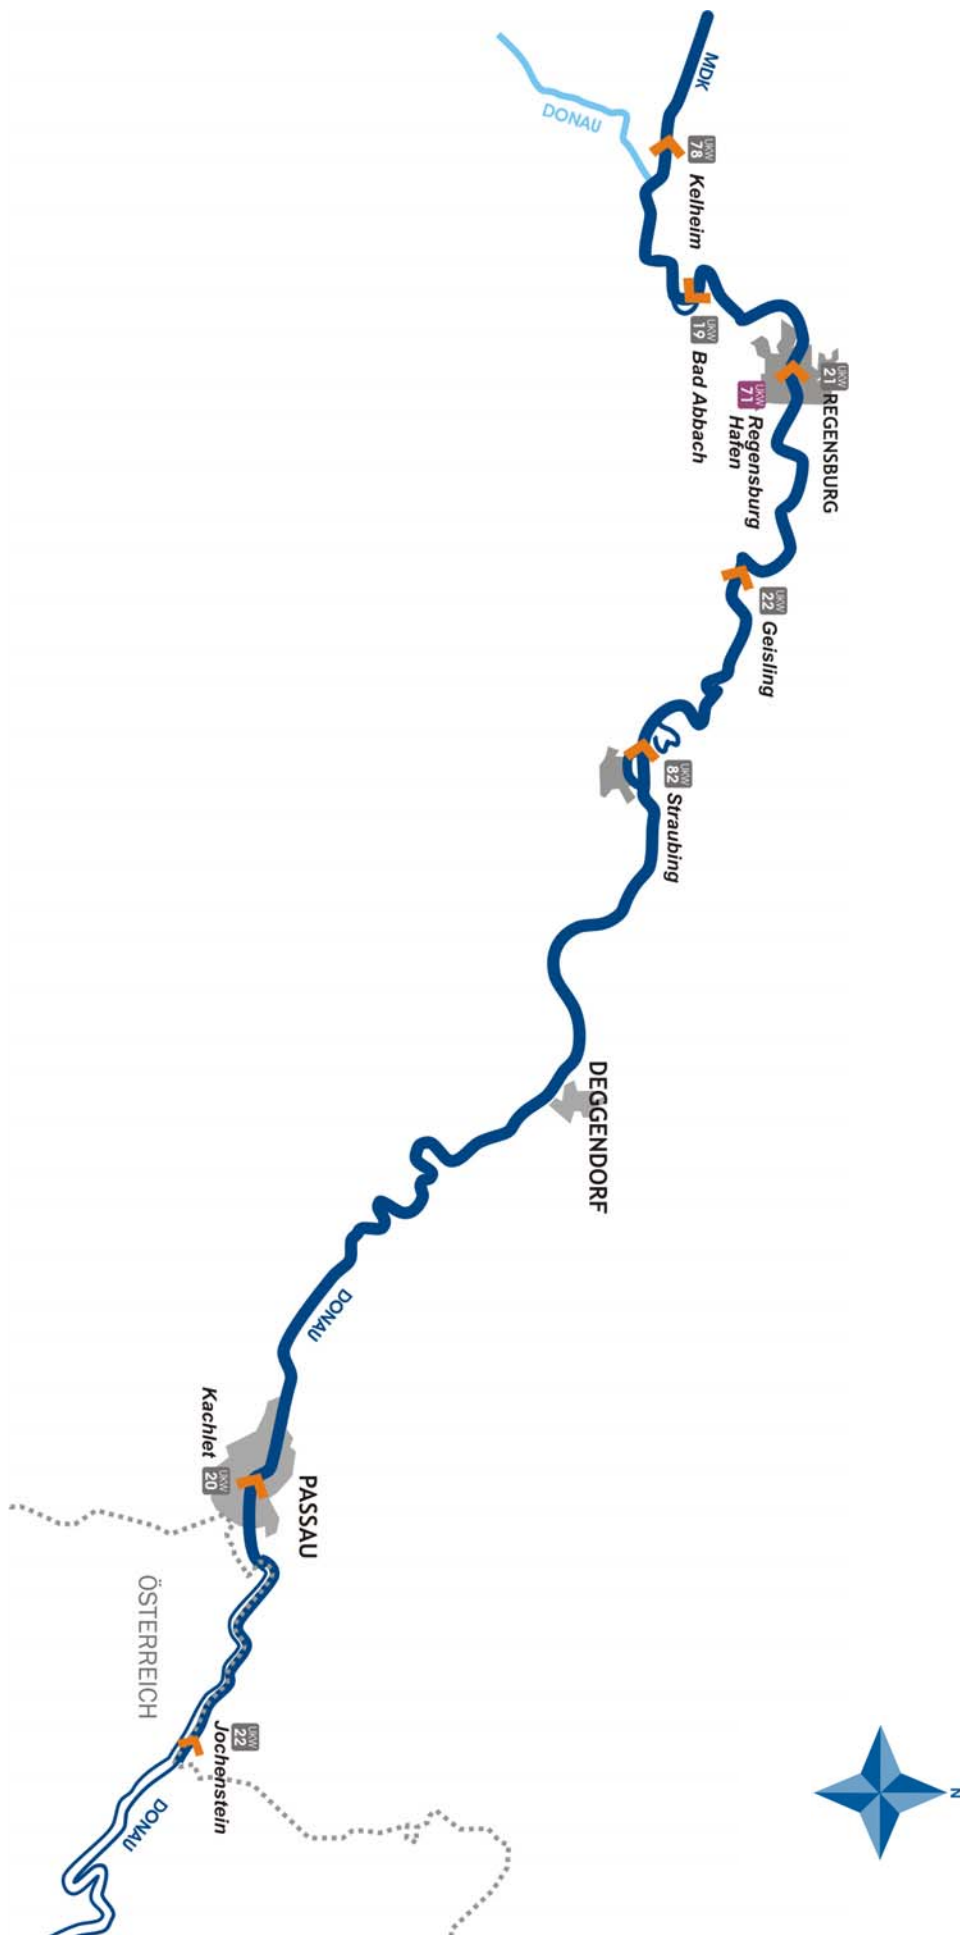 MDK
DONAU
UKW
78
Kelheim
UKW
19
Bad Abbach
UKW
21
REGENSBURG
UKW
71
Regensburg
Hafen
UKW
22
Geisling
UKW
82
Straubing
DEGGENDORF
DONAU
Kachlet
UKW
20
PASSAU
ÖSTERREICH
UKW
22
Jochenstein
DONAU
N